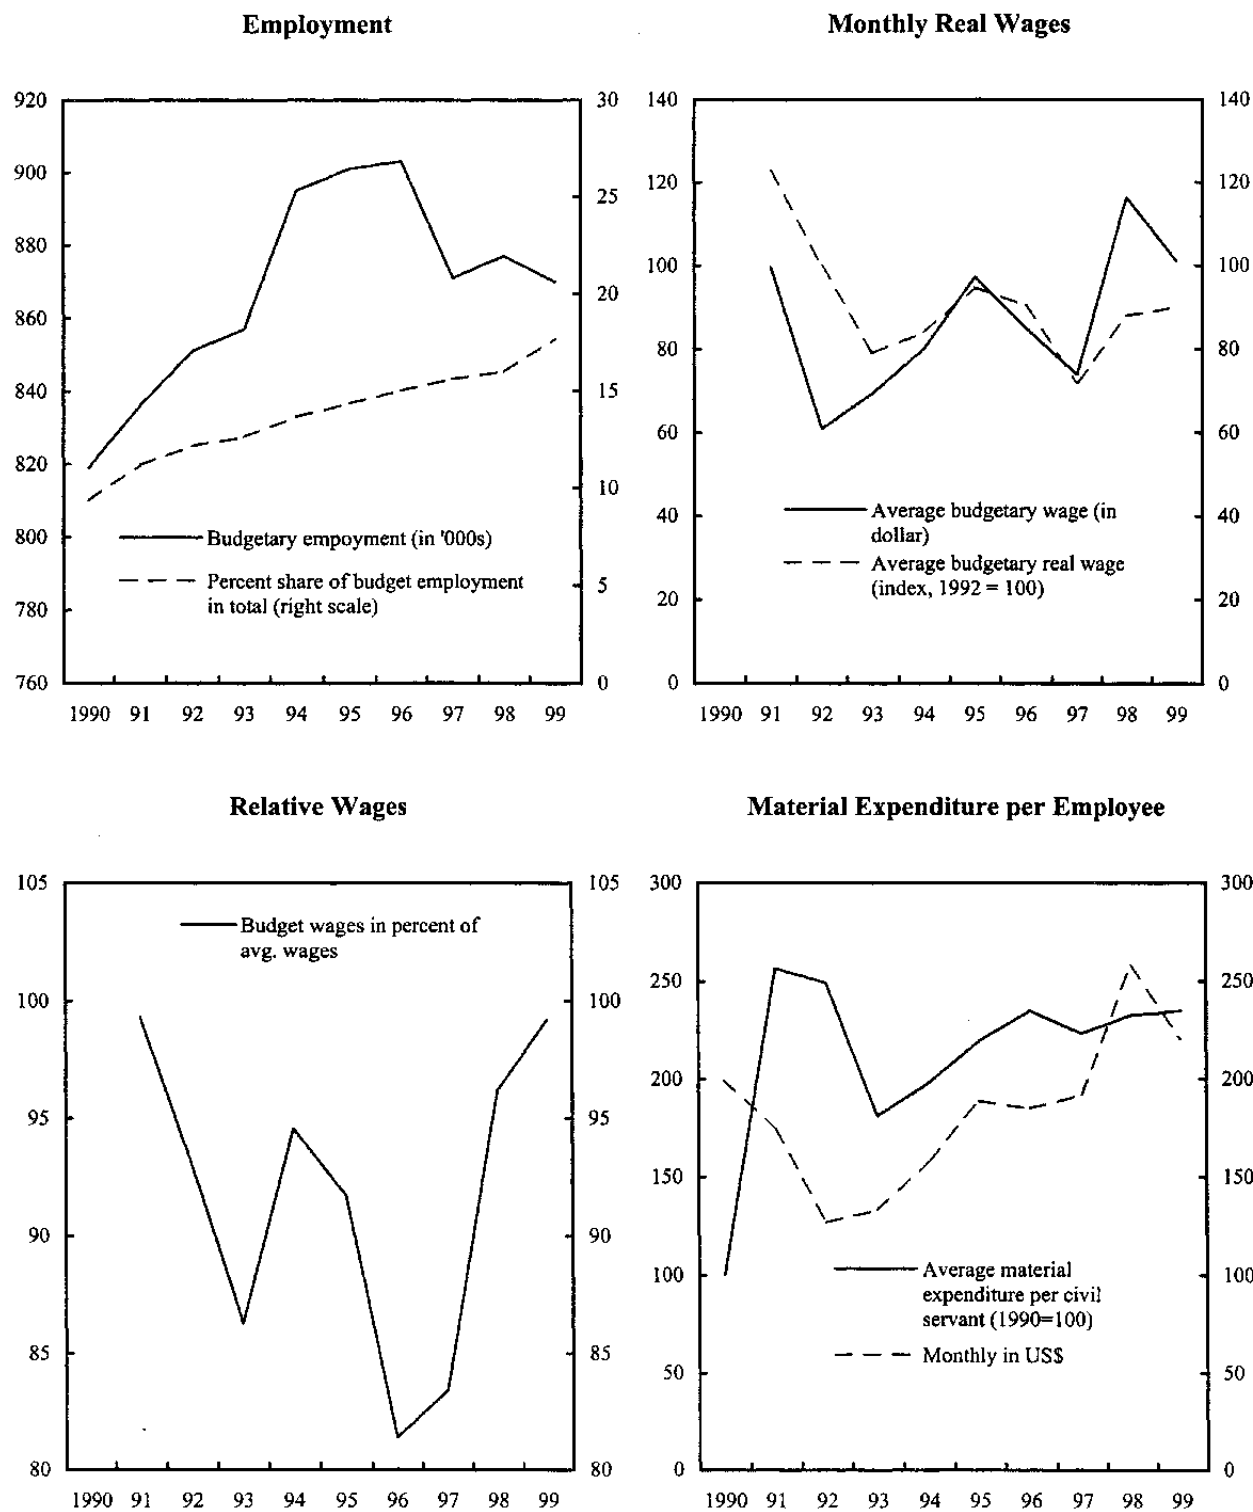 Employment
920
900
880
860
840
820
800
780
760
30
25
20
15
10
5
0
Budgetary empoyment (in '000s)
Percent share of budget employment
in total (right scale)
1990 91 92 93 94 95 96 97 98 99
Monthly Real Wages
140
120
100
80
60
40
20
0
140
120
100
80
60
40
20
0
Average budgetary wage (in
dollar)
Average budgetary real wage
(index, 1992 = 100)
1990 91 92 93 94 95 96 97 98 99
Relative Wages
105
100
95
90
85
80
105
100
95
90
85
80
Budget wages in percent of
avg. wages
1990 91 92 93 94 95 96 97 98 99
Material Expenditure per Employee
300
250
200
150
100
50
0
300
250
200
150
100
50
0
Average material
expenditure per civil
servant (1990=100)
Monthly in US$
1990 91 92 93 94 95 96 97 98 99